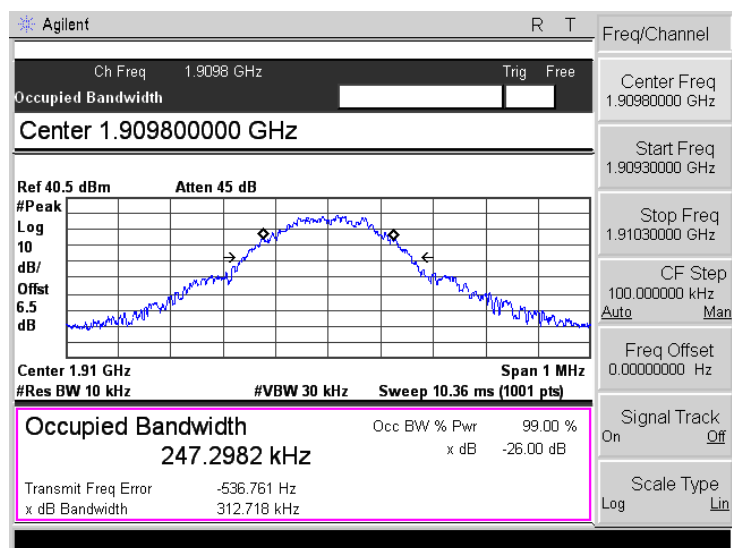 Agilent R T
Ch Freq 1.9098 GHz Trig Free
Occupied Bandwidth
Center 1.909800000 GHz
Ref 40.5 dBm Atten 45 dB
#Peak
Log
10
dB/
Offst
6.5
dB
Center 1.91 GHz Span 1 MHz
#Res BW 10 kHz #VBW 30 kHz Sweep 10.36 ms (1001 pts)
Occupied Bandwidth Occ BW % Pwr 99.00 %
247.2982 kHz x dB -26.00 dB
Transmit Freq Error -536.761 Hz
x dB Bandwidth 312.718 kHz
Freq/Channel
Center Freq
1.90980000 GHz
Start Freq
1.90930000 GHz
Stop Freq
1.91030000 GHz
CF Step
100.000000 kHz
Auto Man
Freq Offset
0.00000000 Hz
Signal Track
On Off
Scale Type
Log Lin